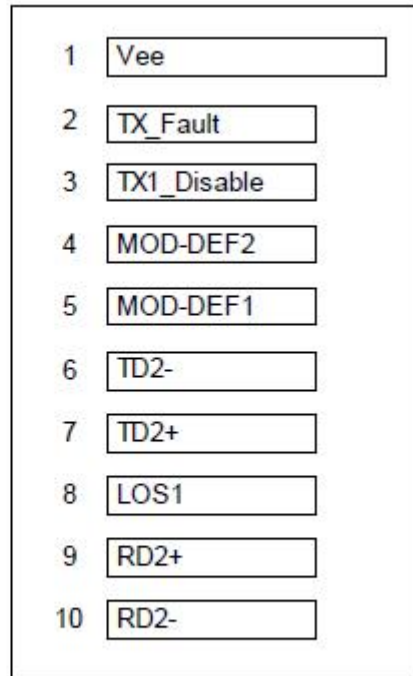 1 Vee
2 TX_Fault
3 TX1_Disable
4 MOD-DEF2
5 MOD-DEF1
6 TD2-
7 TD2+
8 LOS1
9 RD2+
10 RD2-